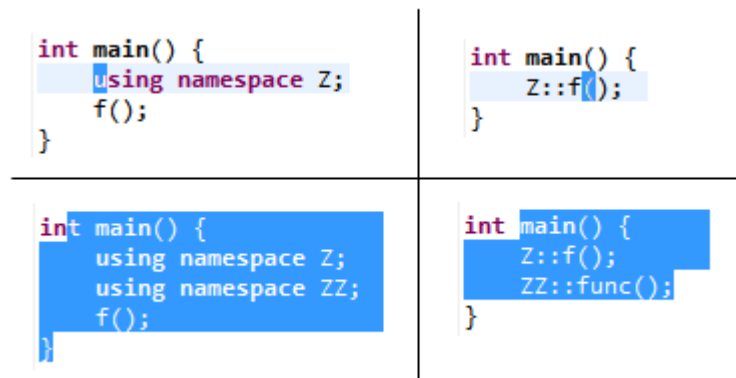 int main() {
using namespace Z;
f();
}
int main() {
Z::f();
}
int main() {
using namespace Z;
using namespace ZZ;
f();
}
int main() {
Z::f();
ZZ::func();
}